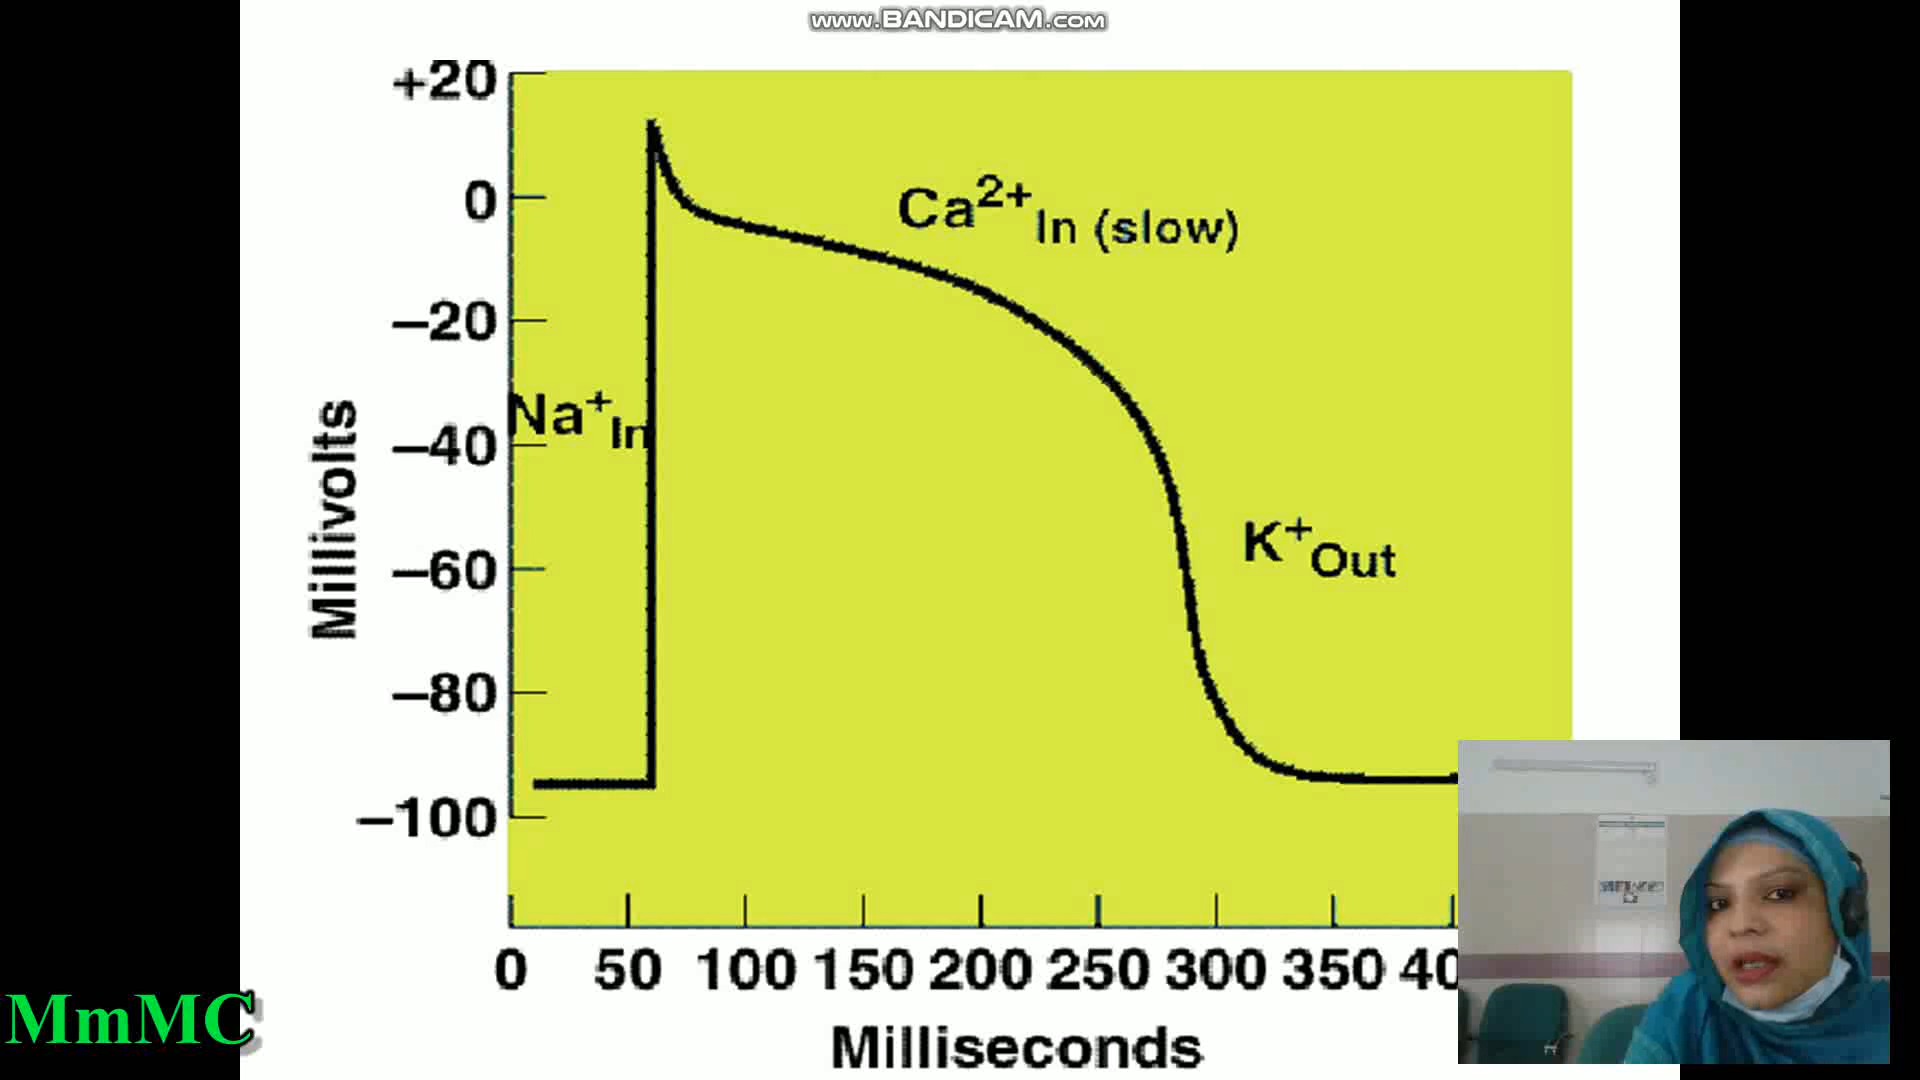 www.BANDICAM.com
+20
0
−20
−40
−60
−80
−100
Millivolts
Na⁺In
Ca²⁺In (slow)
K⁺Out
0 50 100 150 200 250 300 350
Milliseconds
MmMC